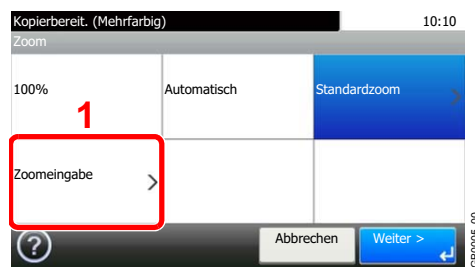 Kopierbereit. (Mehrfarbig) 10:10
Zoom
100% Automatisch Standardzoom
1
Zoomeingabe
? Abbrechen Weiter >